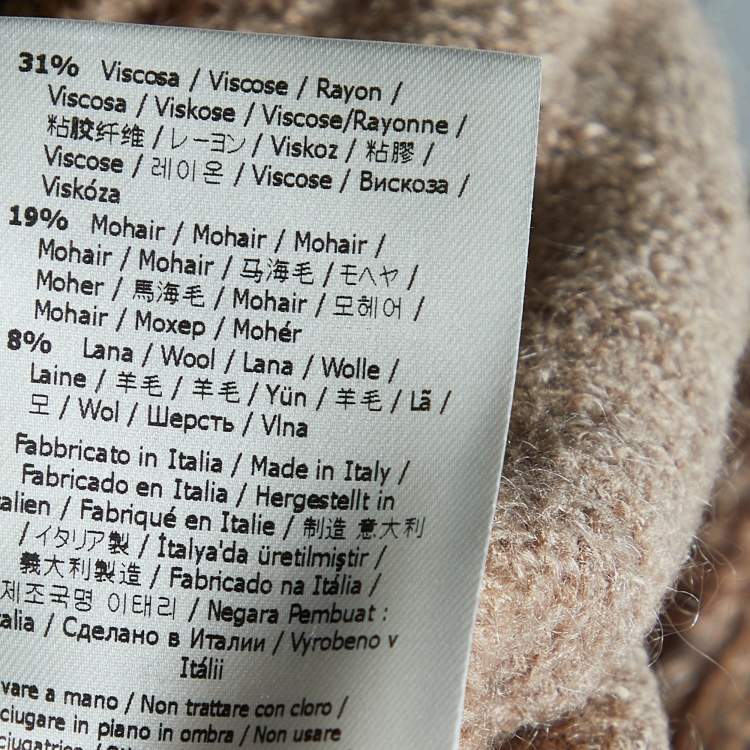 31% Viscosa / Viscose / Rayon /
Viscosa / Viskose / Viscose/Rayonne /
粘胶纤维 / レーヨン / Viskoz / 粘膠 /
Viscose / 레이온 / Viscose / Вискоза /
Viskóza
19% Mohair / Mohair / Mohair /
Mohair / Mohair / 马海毛 / モヘヤ /
Moher / 馬海毛 / Mohair / 모헤어 /
Mohair / Мохер / Mohér
8% Lana / Wool / Lana / Wolle /
Laine / 羊毛 / 羊毛 / Yün / 羊毛 / Lã /
모 / Wol / Шерсть / Vlna
Fabbricato in Italia / Made in Italy /
Fabricado en Italia / Hergestellt in
alien / Fabriqué en Italie / 制造 意大利
/ イタリア製 / İtalya'da üretilmiştir /
義大利製造 / Fabricado na Itália /
제조국명 이태리 / Negara Pembuat :
alia / Сделано в Италии / Vyrobeno v
Itálii
vare a mano / Non trattare con cloro /
ciugare in piano in ombra / Non usare